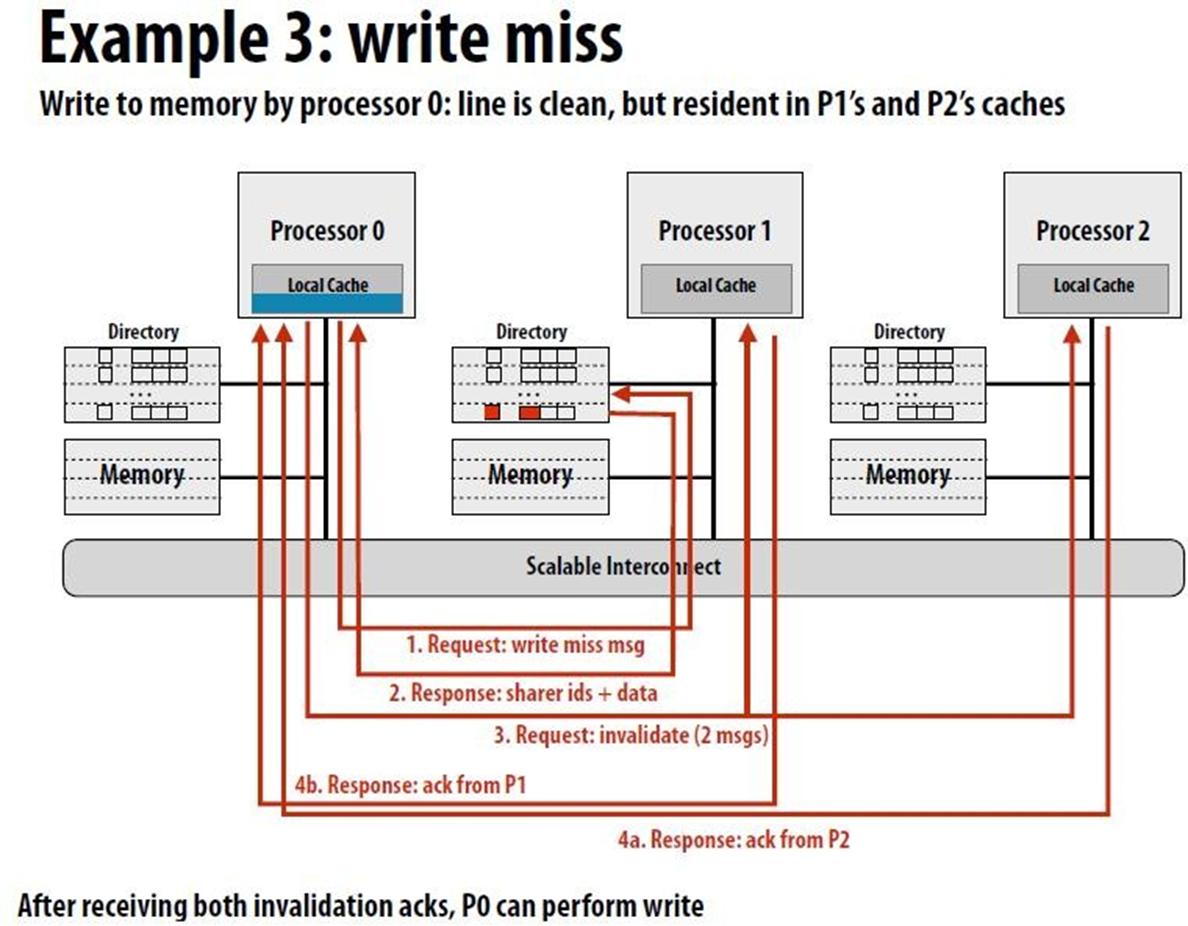 Example 3: write miss
Write to memory by processor 0: line is clean, but resident in P1's and P2's caches
Processor 0
Local Cache
Processor 1
Local Cache
Processor 2
Local Cache
Directory
...
Directory
...
Directory
...
Memory
Memory
Memory
Scalable Interconnect
1. Request: write miss msg
2. Response: sharer ids + data
3. Request: invalidate (2 msgs)
4b. Response: ack from P1
4a. Response: ack from P2
After receiving both invalidation acks, P0 can perform write